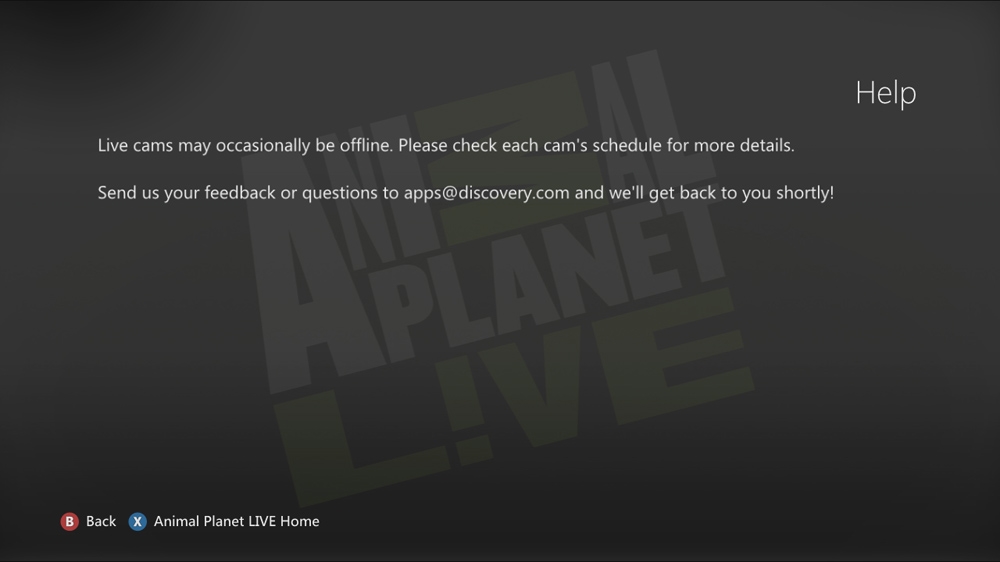 Help
Live cams may occasionally be offline. Please check each cam's schedule for more details.
Send us your feedback or questions to apps@discovery.com and we'll get back to you shortly!
ANIMAL
PLANET
L!VE
B Back X Animal Planet LIVE Home